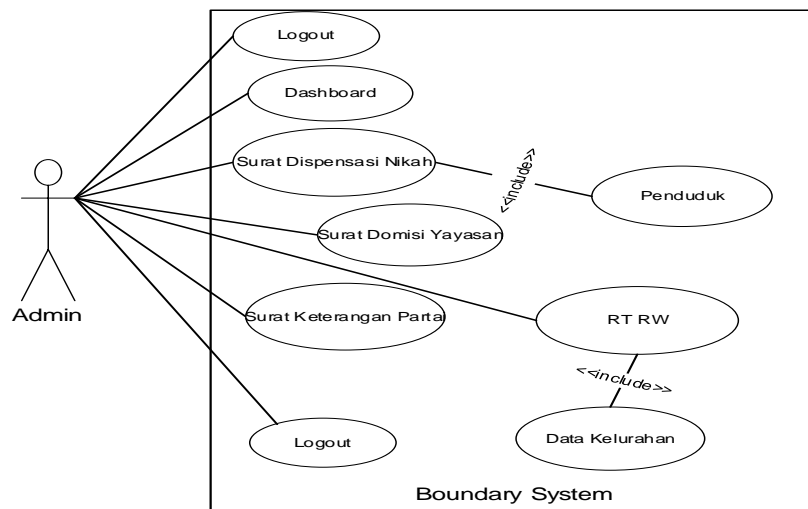 Logout
Dashboard
Surat Dispensasi Nikah
<<include>>
Penduduk
Surat Domisi Yayasan
Admin
Surat Keterangan Partai
RT RW
<<include>>
Logout
Data Kelurahan
Boundary System